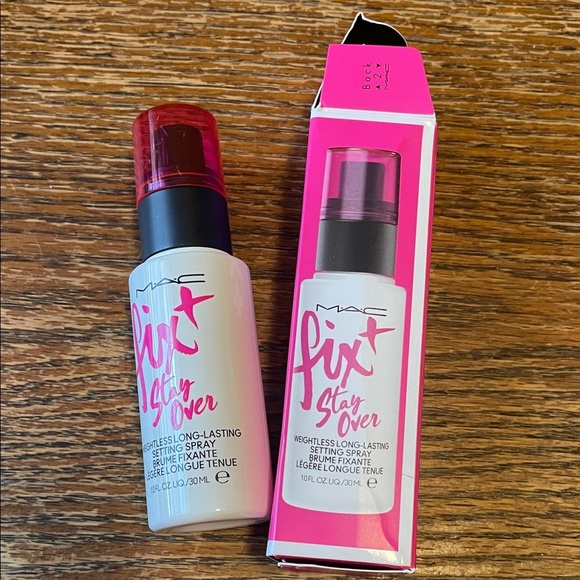 M·A·C
fix+
Stay
Over
WEIGHTLESS LONG-LASTING
SETTING SPRAY
BRUME FIXANTE
LÉGÈRE LONGUE TENUE
1.0 FL.OZ.LIQ./30 ML e
Back
▲ 2 ▼
M·A·C
M·A·C
fix+
Stay
Over
WEIGHTLESS LONG-LASTING
SETTING SPRAY
BRUME FIXANTE
LÉGÈRE LONGUE TENUE
1.0 FL.OZ.LIQ./30 ML e